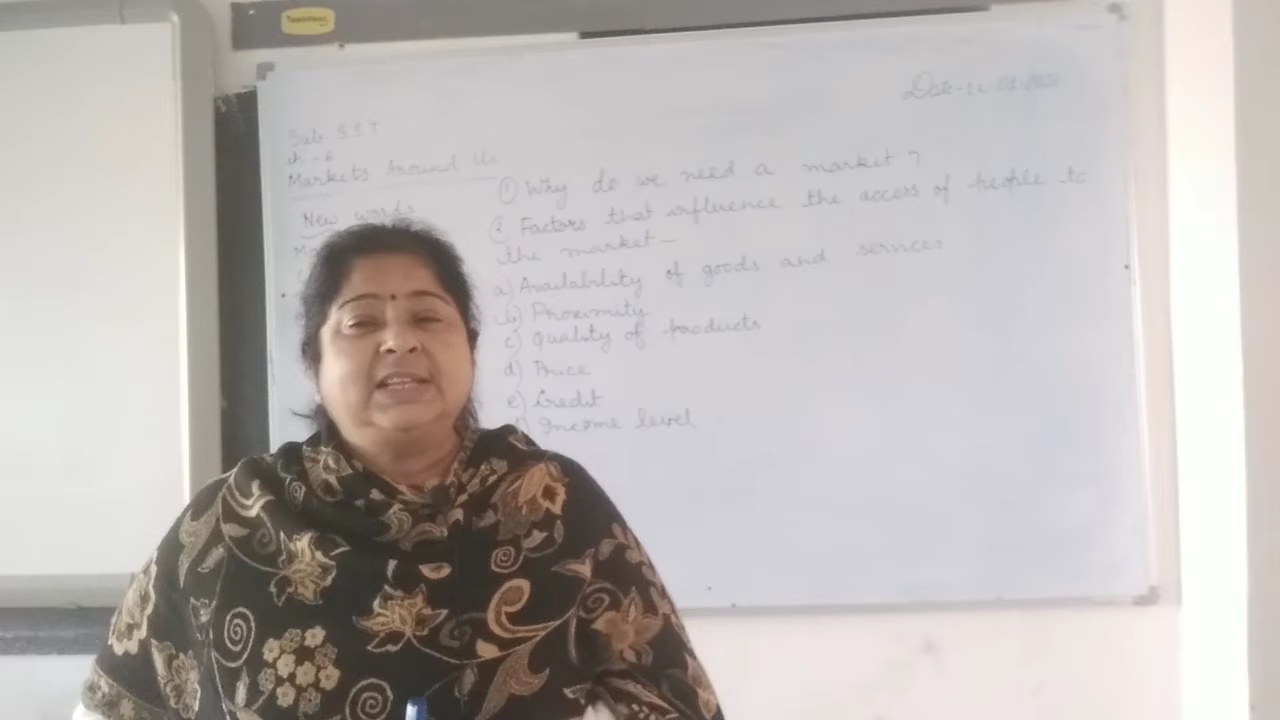 Sub- S.S.T
Ch - 6
Markets Around Us
New words
① Why do we need a market ?
② Factors that influence the access of people to
the market -
a) Availability of goods and services
b) Proximity
c) Quality of products
d) Price
e) Credit
f) Income level